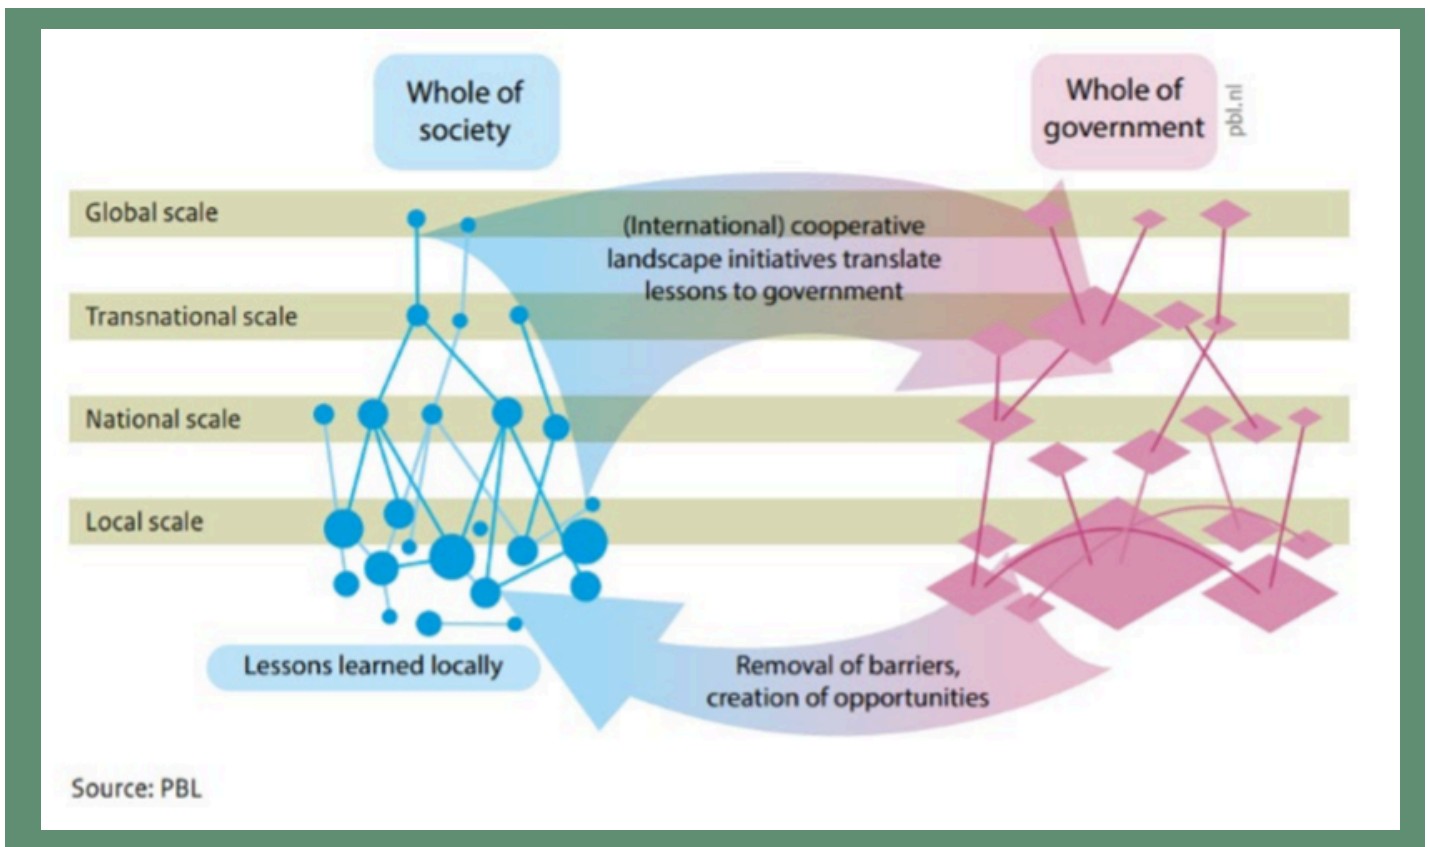 Whole of
society
Whole of
government
pbl.nl
Global scale
(International) cooperative
landscape initiatives translate
lessons to government
Transnational scale
National scale
Local scale
Lessons learned locally
Removal of barriers,
creation of opportunities
Source: PBL